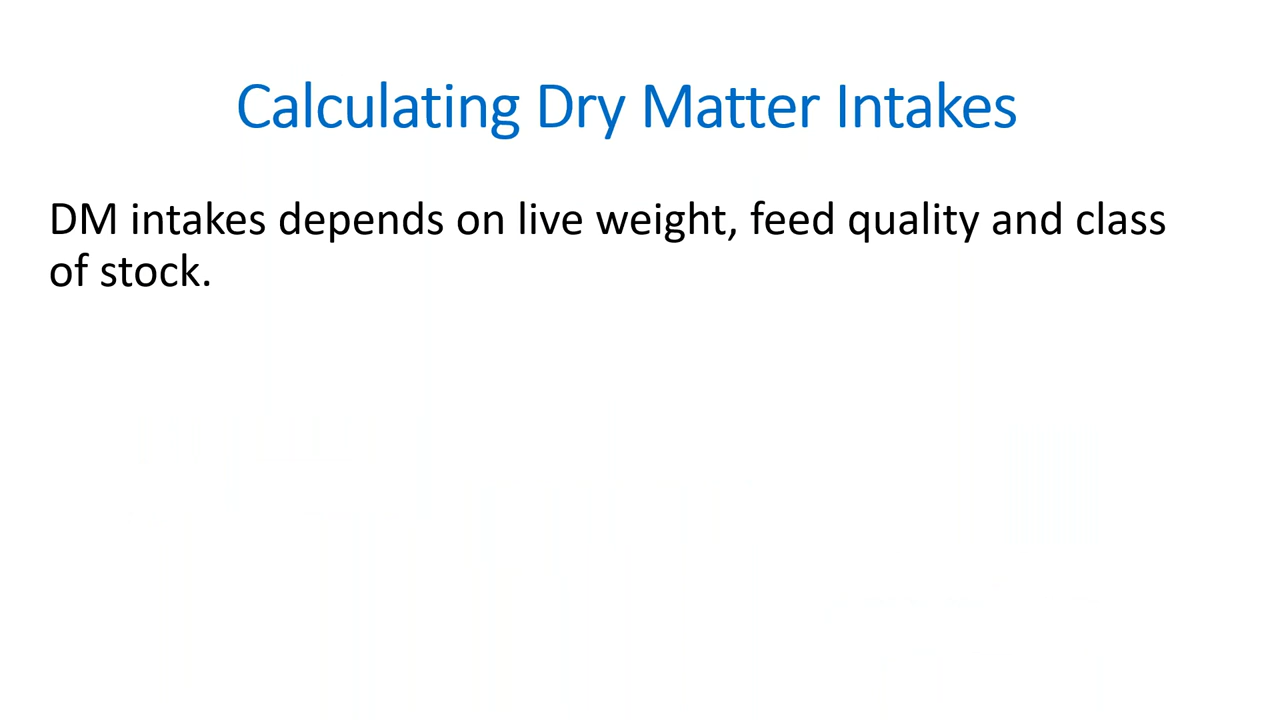 Calculating Dry Matter Intakes
DM intakes depends on live weight, feed quality and class
of stock.